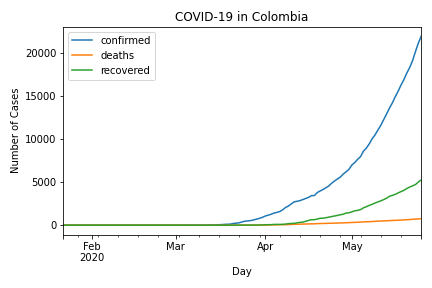 COVID-19 in Colombia
confirmed
deaths
recovered
Number of Cases
20000
15000
10000
5000
0
Feb
2020
Mar
Apr
May
Day